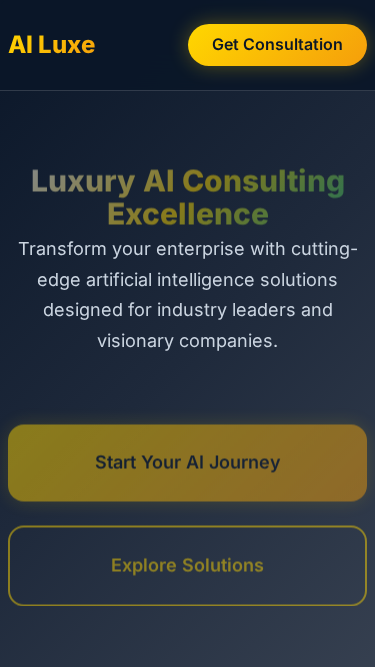 AI Luxe
Get Consultation
Luxury AI Consulting
Excellence
Transform your enterprise with cutting-
edge artificial intelligence solutions
designed for industry leaders and
visionary companies.
Start Your AI Journey
Explore Solutions